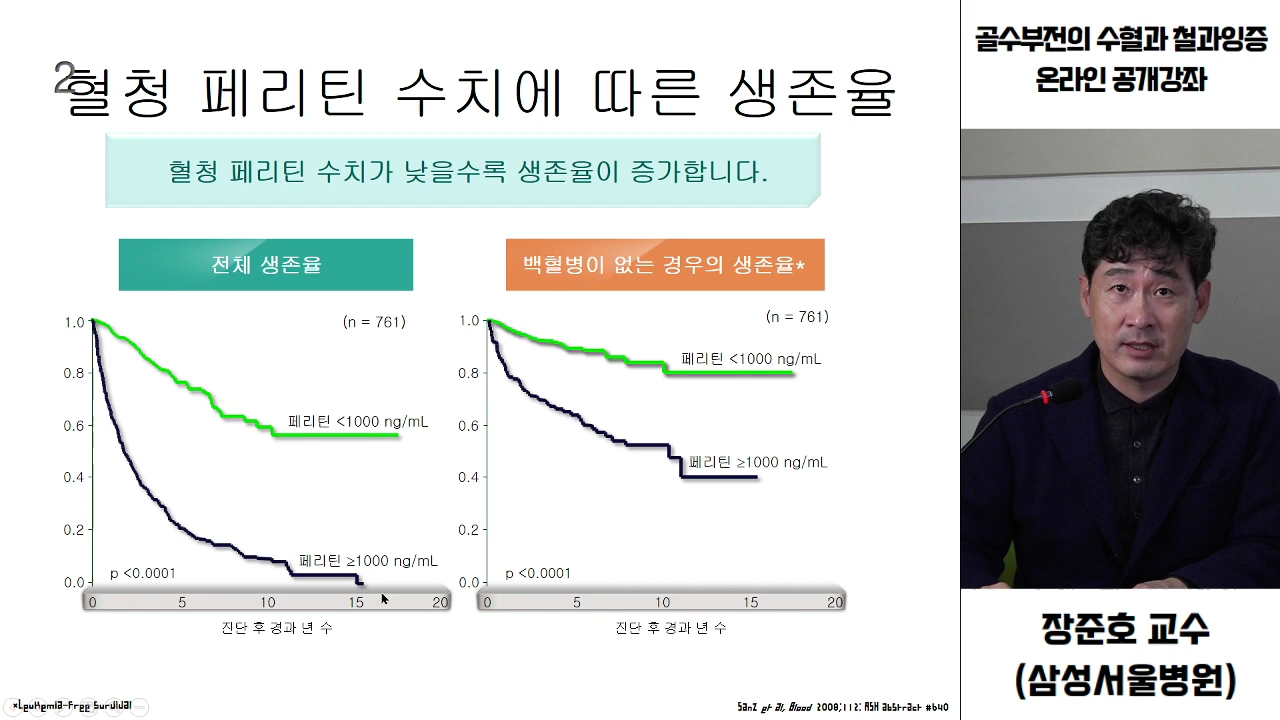 골수부전의 수혈과 철과잉증
온라인 공개강좌
2
혈청 페리틴 수치에 따른 생존율
혈청 페리틴 수치가 낮을수록 생존율이 증가합니다.
전체 생존율
(n = 761)
1.0
0.8
0.6
0.4
0.2
0.0
페리틴 <1000 ng/mL
페리틴 ≥1000 ng/mL
p <0.0001
0 5 10 15 20
진단 후 경과 년 수
백혈병이 없는 경우의 생존율*
(n = 761)
1.0
0.8
0.6
0.4
0.2
0.0
페리틴 <1000 ng/mL
페리틴 ≥1000 ng/mL
p <0.0001
0 5 10 15 20
진단 후 경과 년 수
*Leukemia-Free Survival
Sanz et al, Blood 2008;112: ASH abstract #640
장준호 교수
(삼성서울병원)